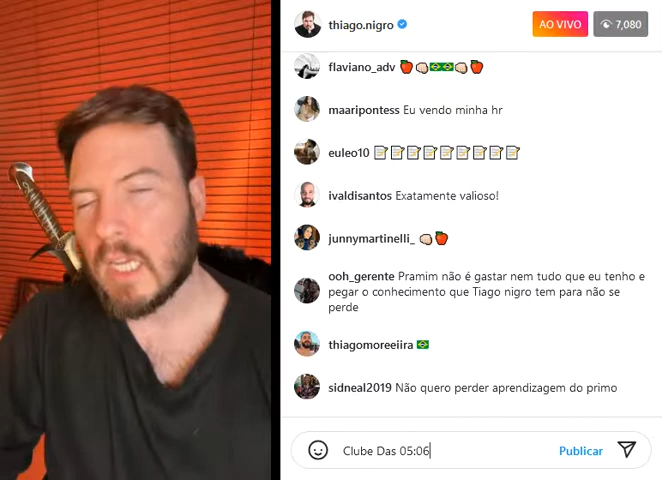 thiago.nigro
AO VIVO
7,080
flaviano_adv 🍎👊🏻🇧🇷🇧🇷👊🏻🍎
maaripontess Eu vendo minha hr
euleo10 📝📝📝📝📝📝📝📝📝
ivaldisantos Exatamente valioso!
junnymartinelli_ 👊🏻🍎
ooh_gerente Pramim não é gastar nem tudo que eu tenho e
pegar o conhecimento que Tiago nigro tem para não se
perde
thiagomoreeiira 🇧🇷
sidneal2019 Não quero perder aprendizagem do primo
Clube Das 05:06
Publicar